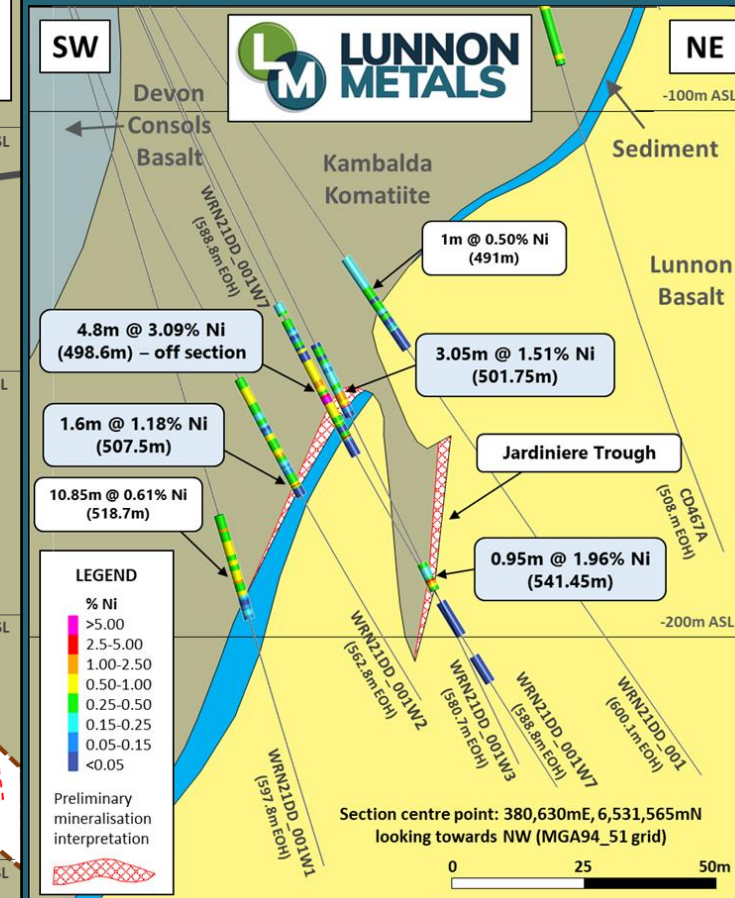 SW
LM LUNNON
METALS
NE
-100m ASL
Devon
Consols
Basalt
Kambalda
Komatiite
Sediment
Lunnon
Basalt
WRN21DD_001W7
(588.8m EOH)
1m @ 0.50% Ni
(491m)
4.8m @ 3.09% Ni
(498.6m) – off section
3.05m @ 1.51% Ni
(501.75m)
1.6m @ 1.18% Ni
(507.5m)
Jardiniere Trough
10.85m @ 0.61% Ni
(518.7m)
CD467A
(508.m EOH)
0.95m @ 1.96% Ni
(541.45m)
-200m ASL
LEGEND
% Ni
>5.00
2.5-5.00
1.00-2.50
0.50-1.00
0.25-0.50
0.15-0.25
0.05-0.15
<0.05
Preliminary
mineralisation
interpretation
WRN21DD_001W2
(562.8m EOH)
WRN21DD_001W3
(580.7m EOH)
WRN21DD_001W7
(588.8m EOH)
WRN21DD_001
(600.1m EOH)
WRN21DD_001W1
(597.8m EOH)
Section centre point: 380,630mE, 6,531,565mN
looking towards NW (MGA94_51 grid)
0 25 50m
SL
SL
SL
SL